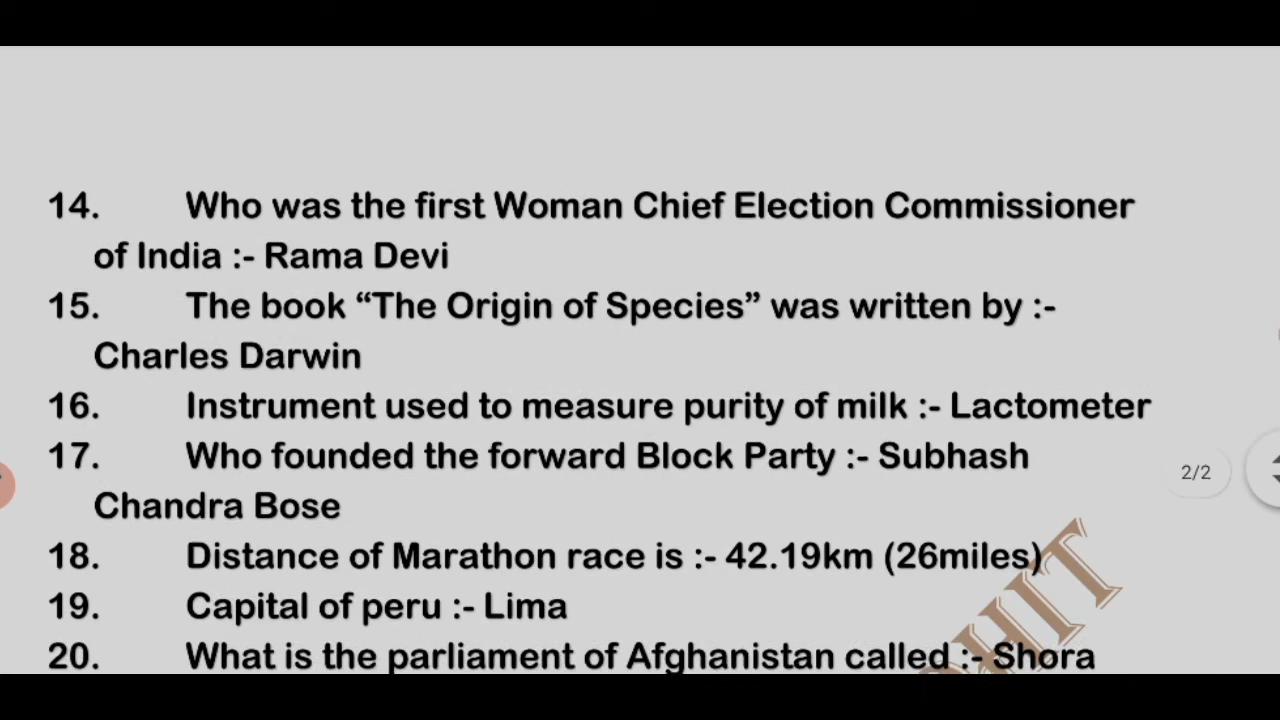 14. Who was the first Woman Chief Election Commissioner
of India :- Rama Devi
15. The book “The Origin of Species” was written by :-
Charles Darwin
16. Instrument used to measure purity of milk :- Lactometer
17. Who founded the forward Block Party :- Subhash
Chandra Bose
2/2
18. Distance of Marathon race is :- 42.19km (26miles)
19. Capital of peru :- Lima
20. What is the parliament of Afghanistan called :- Shora